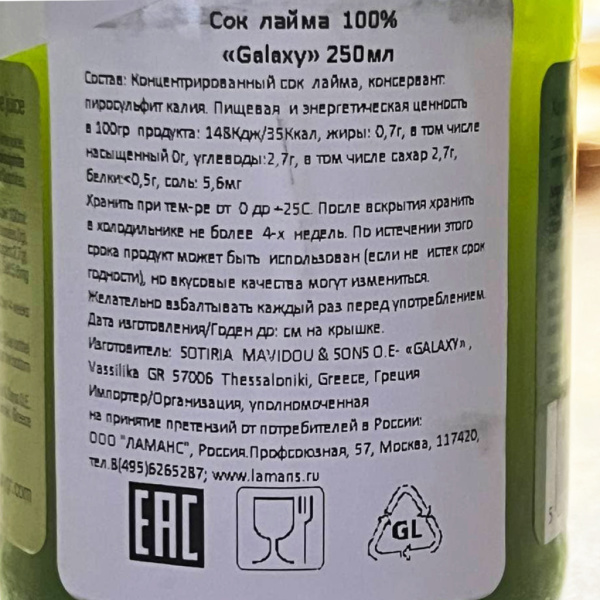 Сок лайма 100%
«Galaxy» 250мл
Состав: Концентрированный сок лайма, консервант:
пиросульфит калия. Пищевая и энергетическая ценность
в 100гр продукта: 148Кдж/35Ккал, жиры: 0,7г, в том числе
насыщенный 0г, углеводы:2,7г, в том числе сахар 2,7г,
белки:<0,5г, соль: 5,6мг
Хранить при тем-ре от 0 до +25С. После вскрытия хранить
в холодильнике не более 4-х недель. По истечении этого
срока продукт может быть использован (если не истек срок
годности), но вкусовые качества могут измениться.
Желательно взбалтывать каждый раз перед употреблением
Дата изготовления/Годен до: см на крышке.
Изготовитель: SOTIRIA MAVIDOU & SONS O.E- «GALAXY»,
Vassilika GR 57006 Thessaloniki, Greece, Греция
Импортер/Организация, уполномоченная
на принятие претензий от потребителей в России:
ООО "ЛАМАНС", Россия.Профсоюзная, 57, Москва, 117420,
тел.8(495)6265287; www.lamans.ru
EAC
GL